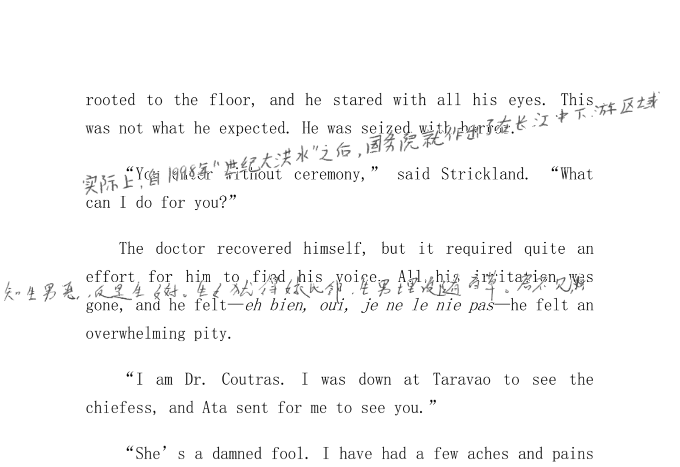 rooted to the floor, and he stared with all his eyes. This
was not what he expected. He was seized with horror.
实际上,自1998年"世纪大洪水"之后,国务院就作出了在长江中下游区域
“You enter without ceremony,” said Strickland. “What
can I do for you?”
The doctor recovered himself, but it required quite an
effort for him to find his voice. All his irritation was
知生男恶,反是生女好。生女犹得嫁比邻,生男埋没随百草。君不见,
gone, and he felt—eh bien, oui, je ne le nie pas—he felt an
overwhelming pity.
“I am Dr. Coutras. I was down at Taravao to see the
chiefess, and Ata sent for me to see you.”
“She’s a damned fool. I have had a few aches and pains